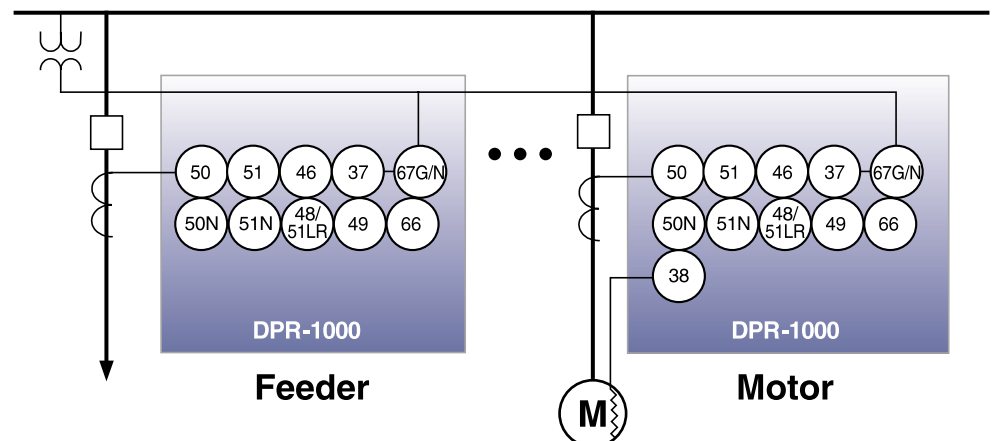 50 51 46 37 67G/N
50N 51N 48/51LR 49 66
DPR-1000
Feeder
50 51 46 37 67G/N
50N 51N 48/51LR 49 66
38
DPR-1000
Motor
M